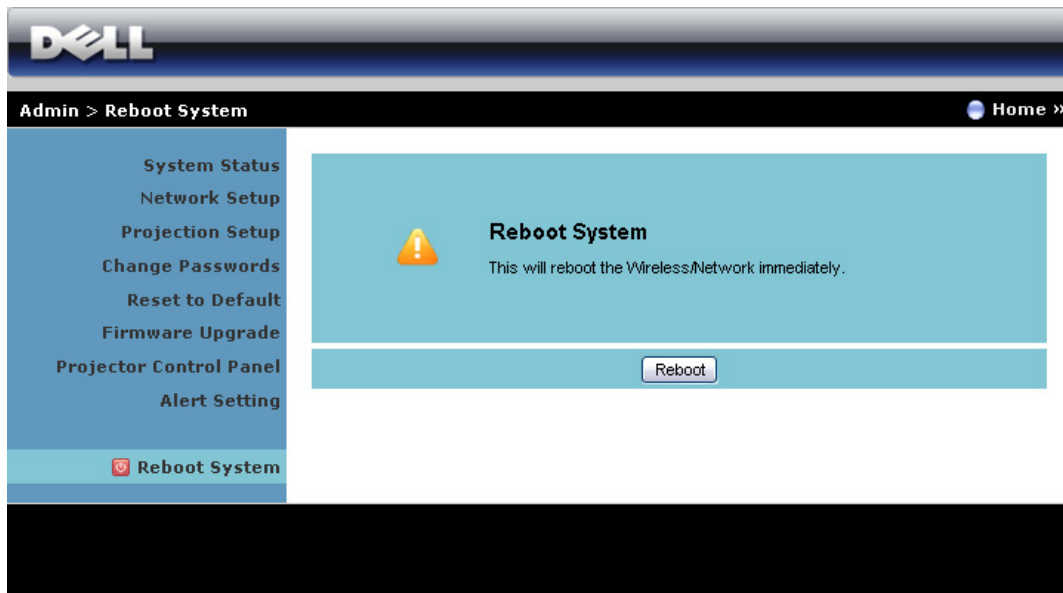 DELL
Admin > Reboot System
Home »
System Status
Network Setup
Projection Setup
Change Passwords
Reset to Default
Firmware Upgrade
Projector Control Panel
Alert Setting
Reboot System
Reboot System
This will reboot the Wireless/Network immediately.
Reboot